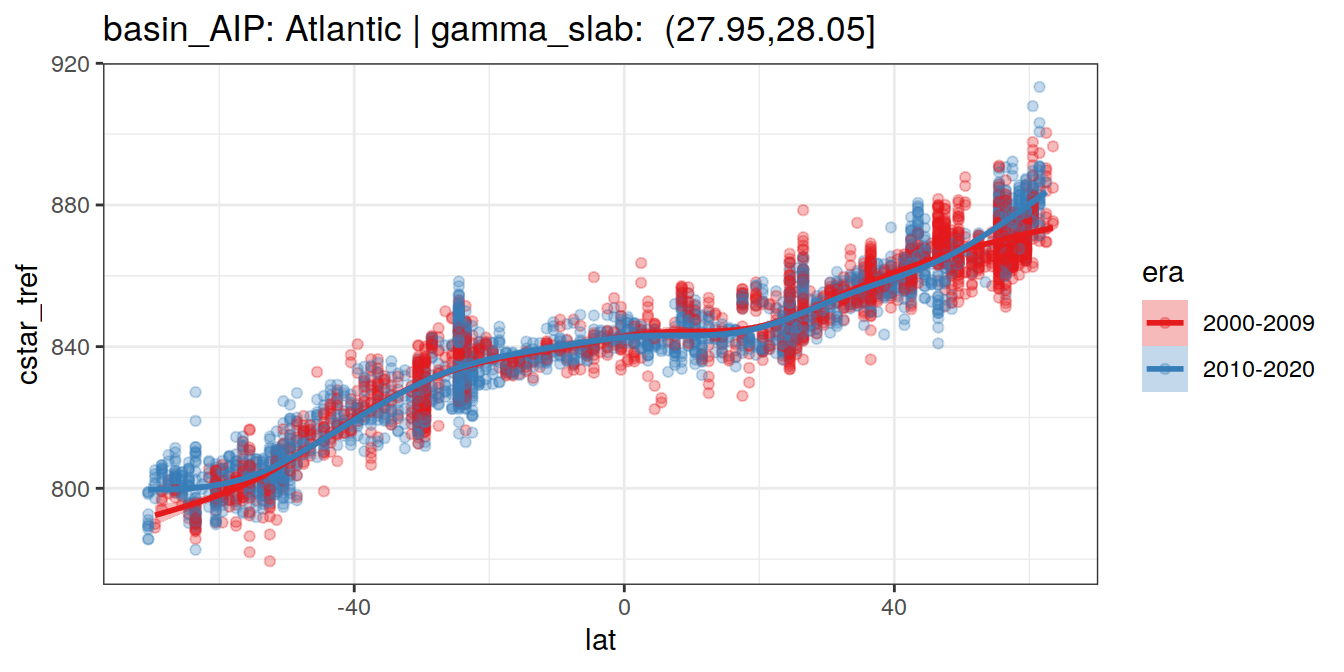 basin_AIP: Atlantic | gamma_slab:  (27.95,28.05]
920
880
840
800
cstar_tref
-40
0
40
lat
era
2000-2009
2010-2020